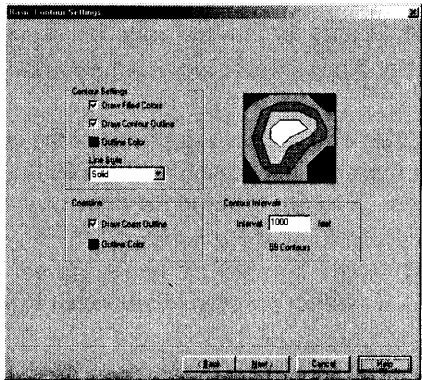 Basic Contour Settings
Contour Settings
Draw Filled Colors
Draw Contour Outline
Outline Color
Line Style
Solid
Coastline
Draw Coast Outline
Outline Color
Contour Intervals
Interval 1000 feet
Contours
< Back Next > Cancel Help